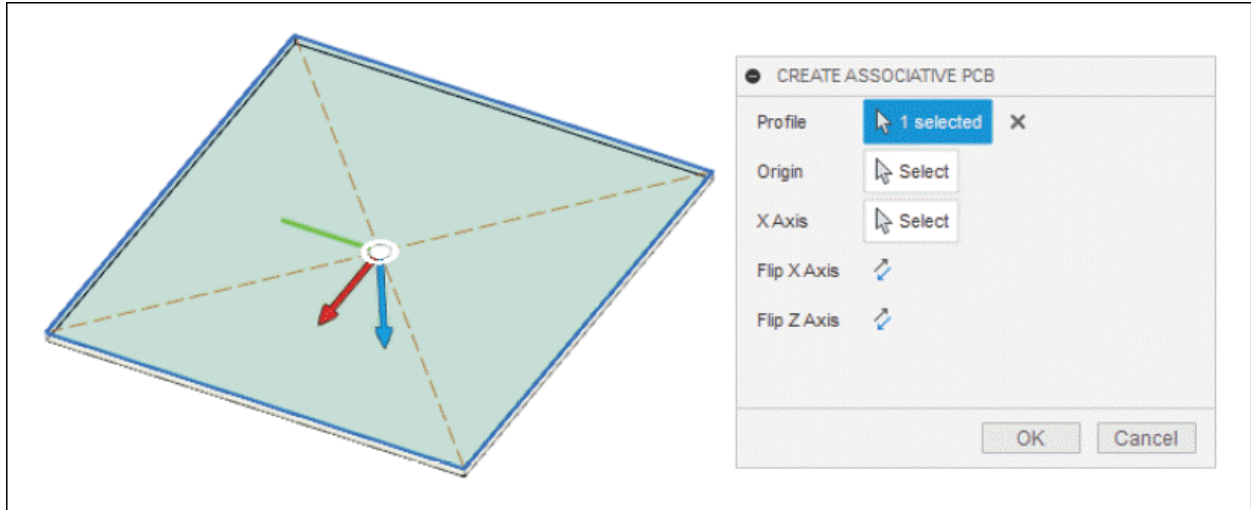 CREATE ASSOCIATIVE PCB
Profile 1 selected
Origin Select
X Axis Select
Flip X Axis
Flip Z Axis
OK Cancel